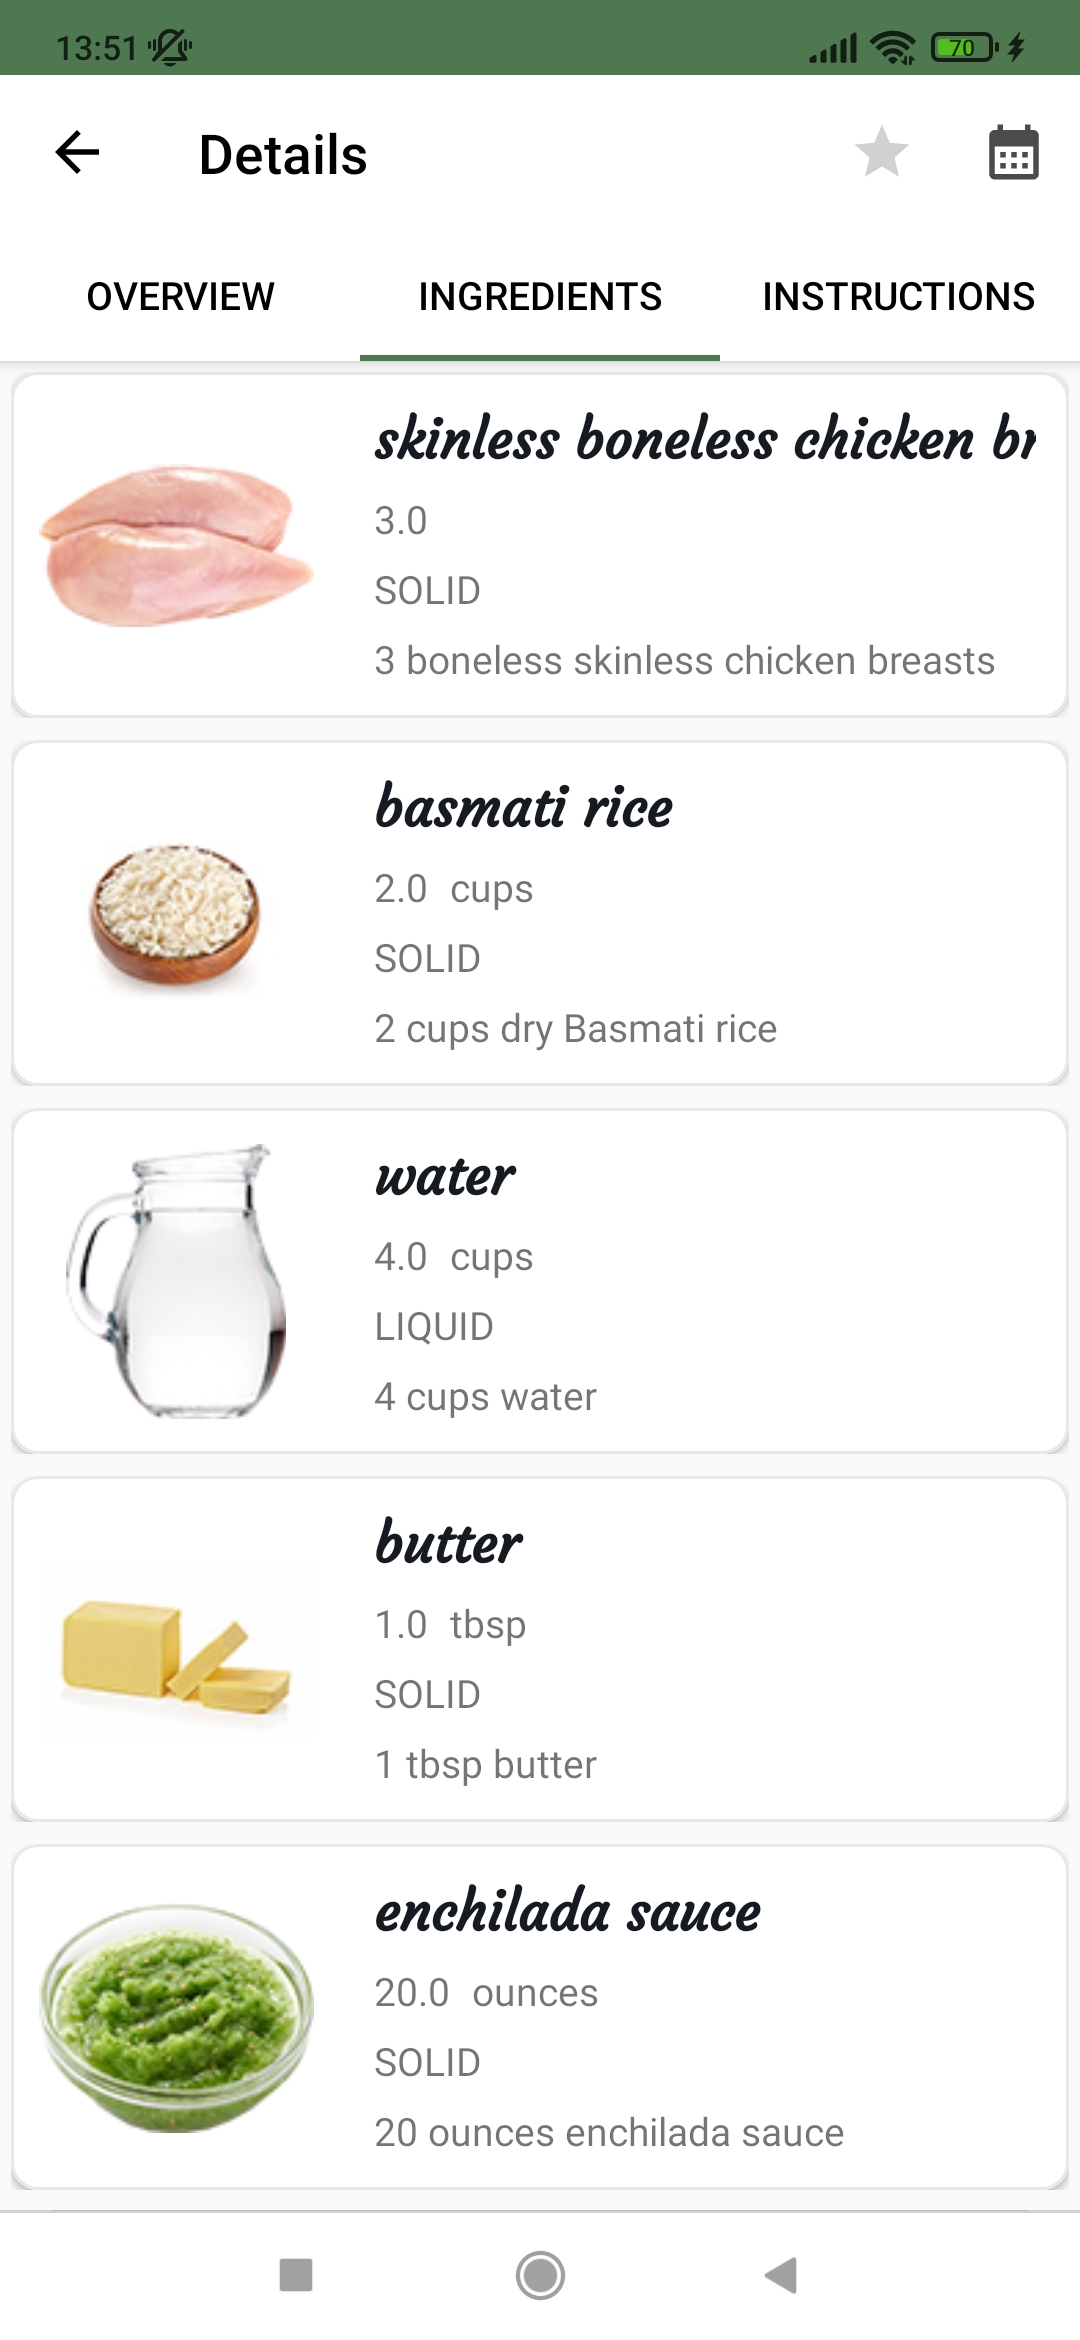 13:51
70
Details
OVERVIEW INGREDIENTS INSTRUCTIONS
skinless boneless chicken br
3.0
SOLID
3 boneless skinless chicken breasts
basmati rice
2.0 cups
SOLID
2 cups dry Basmati rice
water
4.0 cups
LIQUID
4 cups water
butter
1.0 tbsp
SOLID
1 tbsp butter
enchilada sauce
20.0 ounces
SOLID
20 ounces enchilada sauce